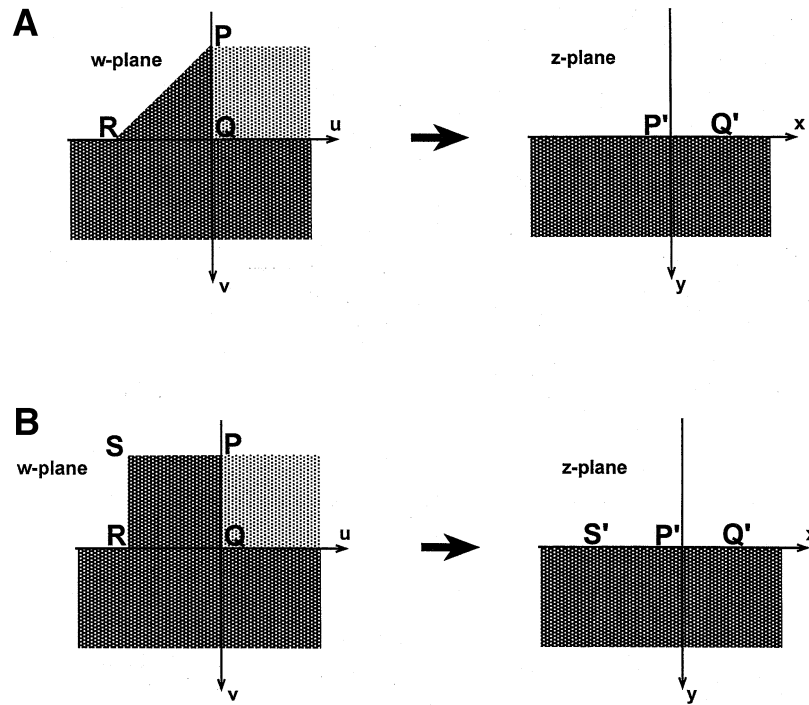 A
w-plane
P
R
Q
u
v
z-plane
P'
Q'
x
y
B
w-plane
S
P
R
Q
u
v
z-plane
S'
P'
Q'
x
y